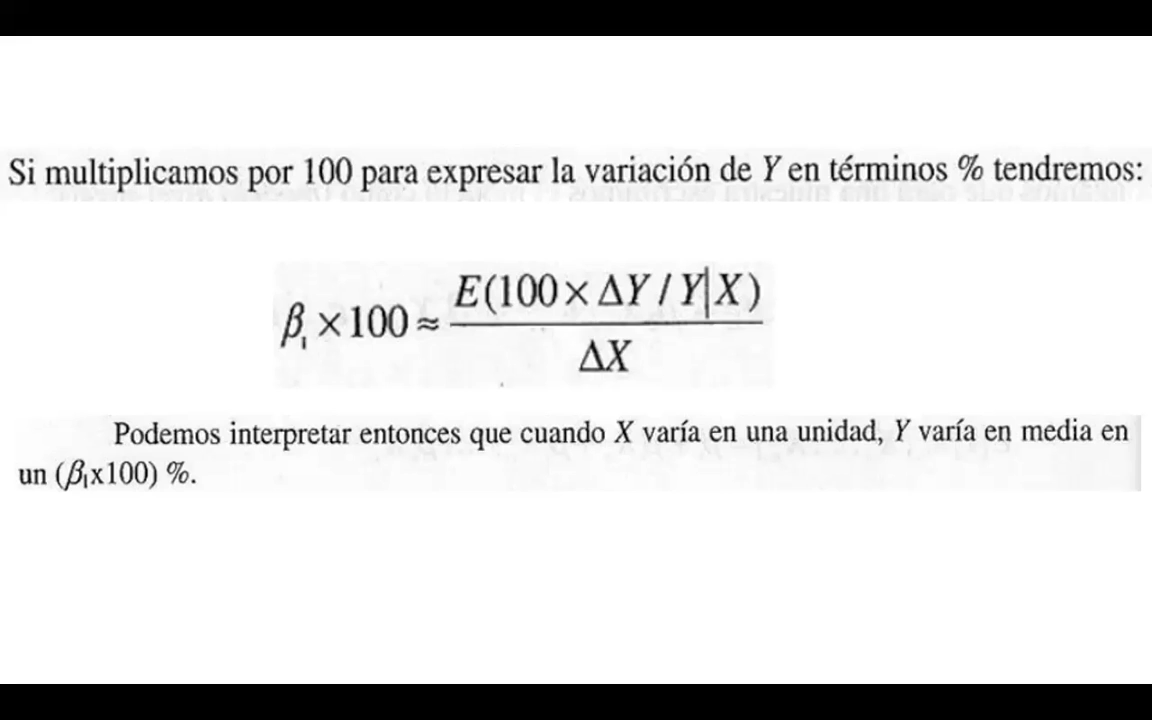 Si multiplicamos por 100 para expresar la variación de Y en términos % tendremos:
β₁ × 100 ≈ E(100 × ΔY / Y|X) / ΔX
Podemos interpretar entonces que cuando X varía en una unidad, Y varía en media en
un (β₁x100) %.